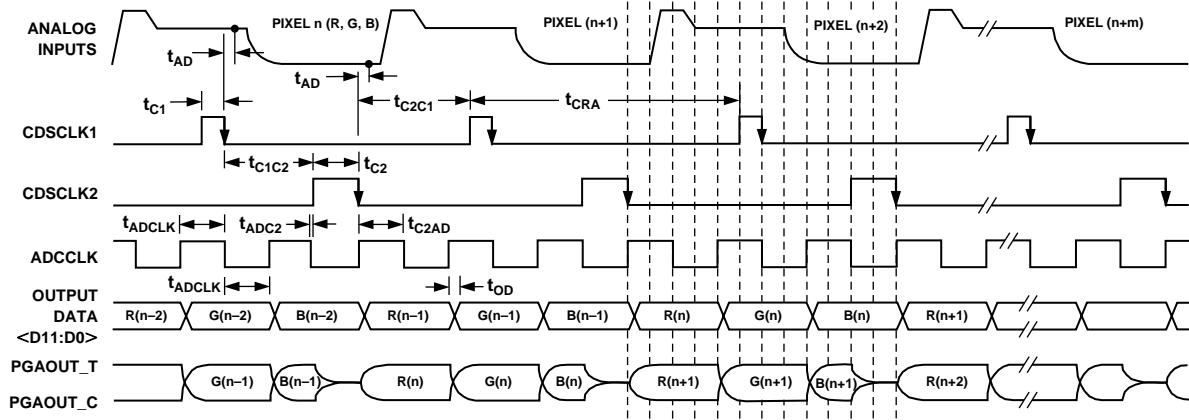 ANALOG
INPUTS
PIXEL n (R, G, B)
PIXEL (n+1)
PIXEL (n+2)
PIXEL (n+m)
tAD
tAD
tC1
tC2C1
tCRA
CDSCLK1
tC1C2
tC2
CDSCLK2
tADCLK
tADC2
tC2AD
ADCCLK
tADCLK
tOD
OUTPUT
DATA
<D11:D0>
R(n–2)
G(n–2)
B(n–2)
R(n–1)
G(n–1)
B(n–1)
R(n)
G(n)
B(n)
R(n+1)
PGAOUT_T
PGAOUT_C
G(n–1)
B(n–1)
R(n)
G(n)
B(n)
R(n+1)
G(n+1)
B(n+1)
R(n+2)